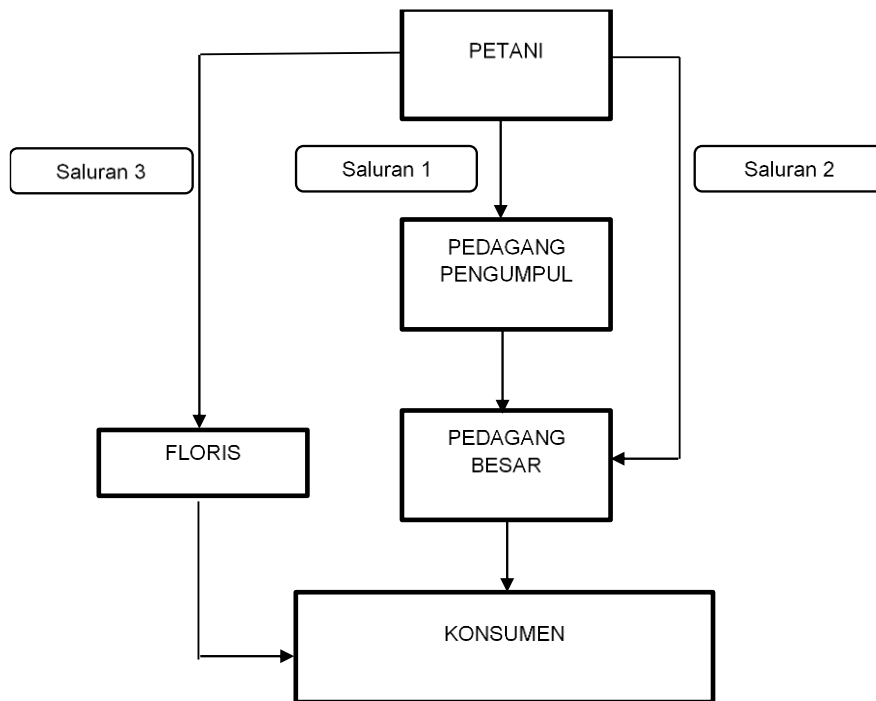 PETANI
Saluran 3
Saluran 1
Saluran 2
PEDAGANG
PENGUMPUL
FLORIS
PEDAGANG
BESAR
KONSUMEN